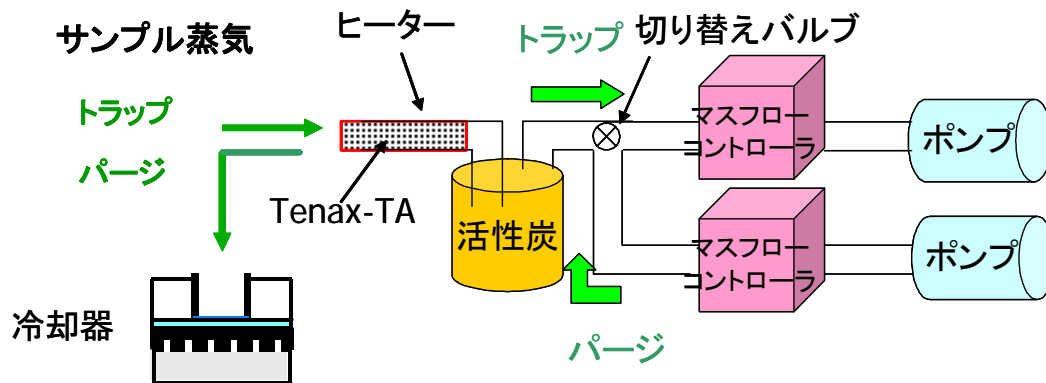 サンプル蒸気
ヒーター
トラップ
切り替えバルブ
トラップ
パージ
マスフロー
コントローラ
ポンプ
Tenax-TA
活性炭
マスフロー
コントローラ
ポンプ
冷却器
パージ